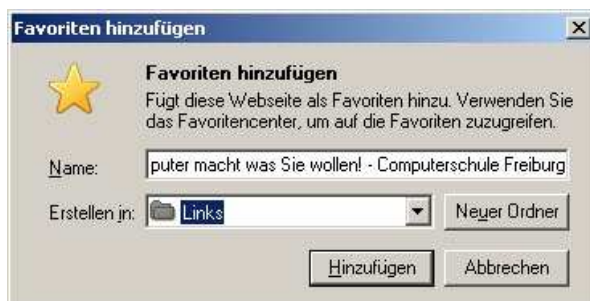 Favoriten hinzufügen
Favoriten hinzufügen
Fügt diese Webseite als Favoriten hinzu. Verwenden Sie
das Favoritencenter, um auf die Favoriten zuzugreifen.
Name: puter macht was Sie wollen! - Computerschule Freiburg
Erstellen in: Links Neuer Ordner
Hinzufügen Abbrechen